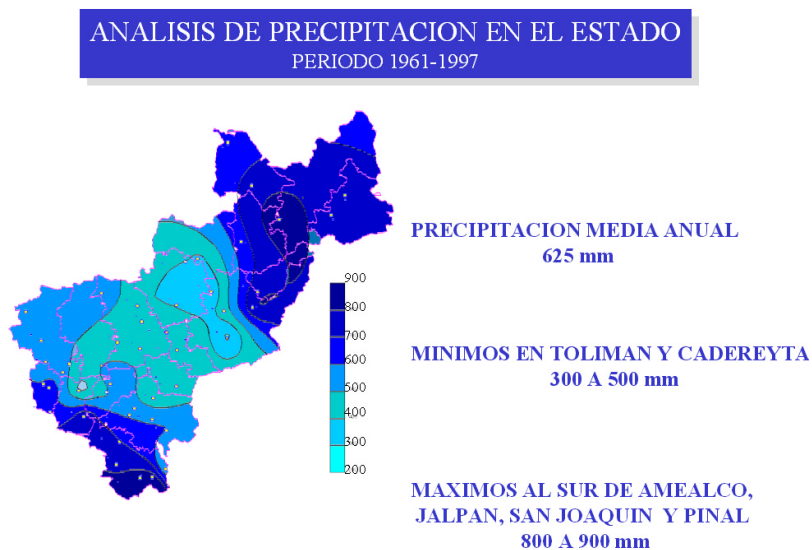 ANALISIS DE PRECIPITACION EN EL ESTADO
PERIODO 1961-1997
PRECIPITACION MEDIA ANUAL
625 mm
900
800
700
600
500
400
300
200
MINIMOS EN TOLIMAN Y CADEREYTA
300 A 500 mm
MAXIMOS AL SUR DE AMEALCO,
JALPAN, SAN JOAQUIN Y PINAL
800 A 900 mm